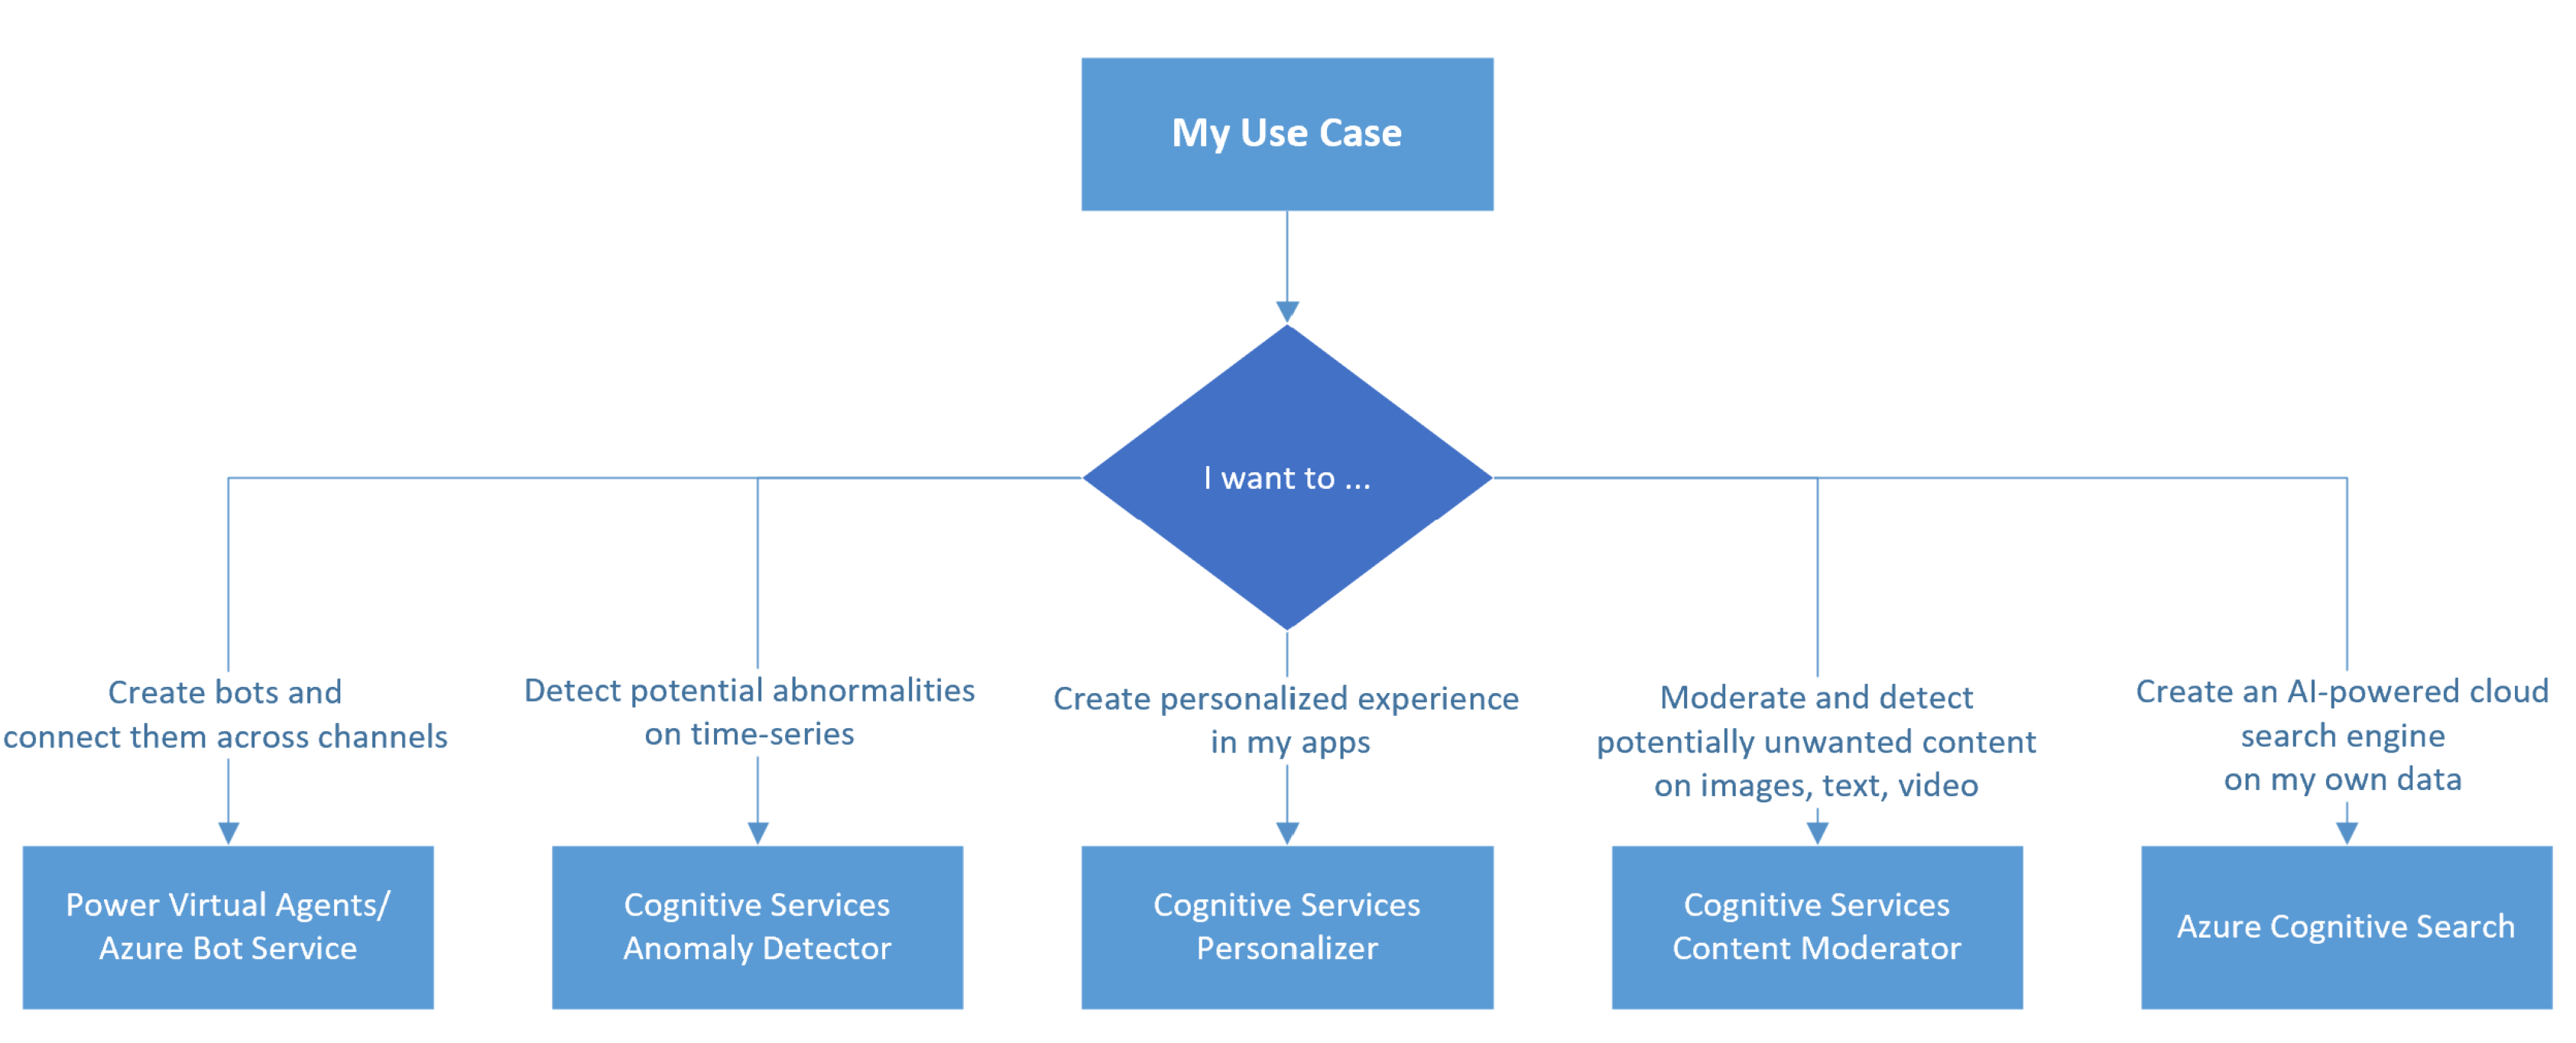 My Use Case
I want to ...
Create bots and
connect them across channels
Detect potential abnormalities
on time-series
Create personalized experience
in my apps
Moderate and detect
potentially unwanted content
on images, text, video
Create an AI-powered cloud
search engine
on my own data
Power Virtual Agents/
Azure Bot Service
Cognitive Services
Anomaly Detector
Cognitive Services
Personalizer
Cognitive Services
Content Moderator
Azure Cognitive Search